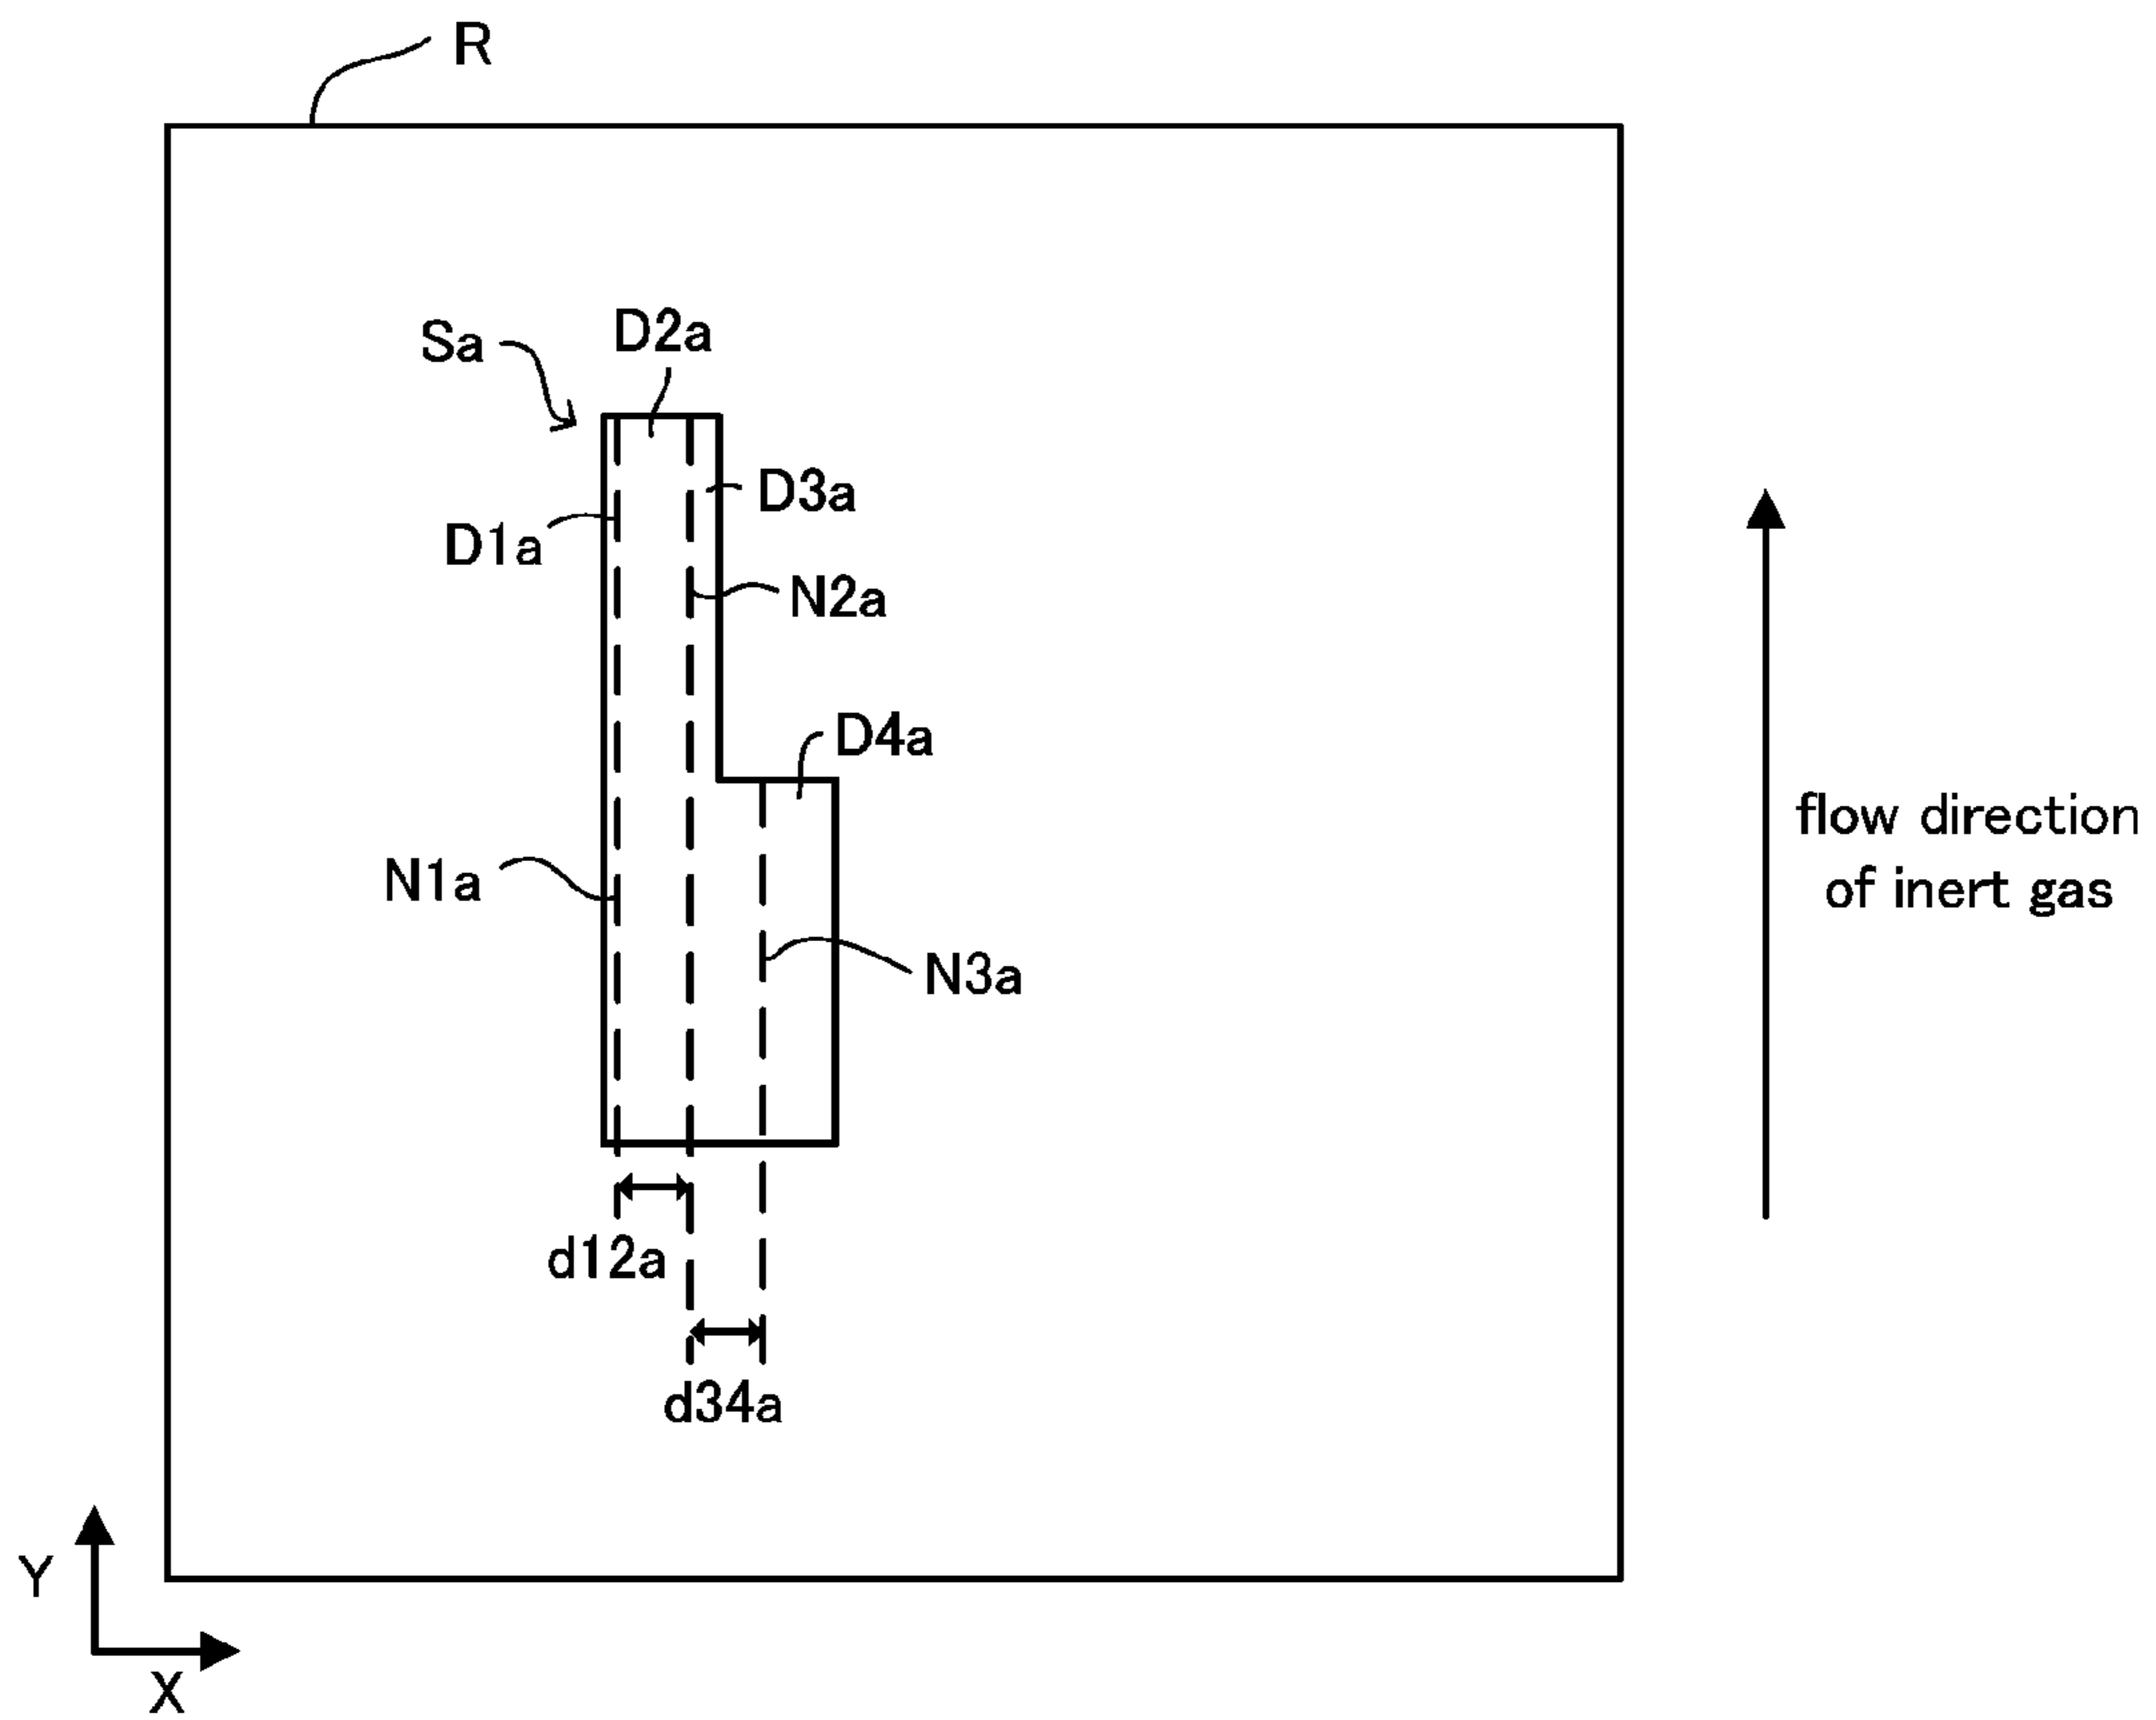 R
Sa
D2a
D3a
D1a
N2a
D4a
flow direction
of inert gas
N1a
N3a
d12a
d34a
Y
X